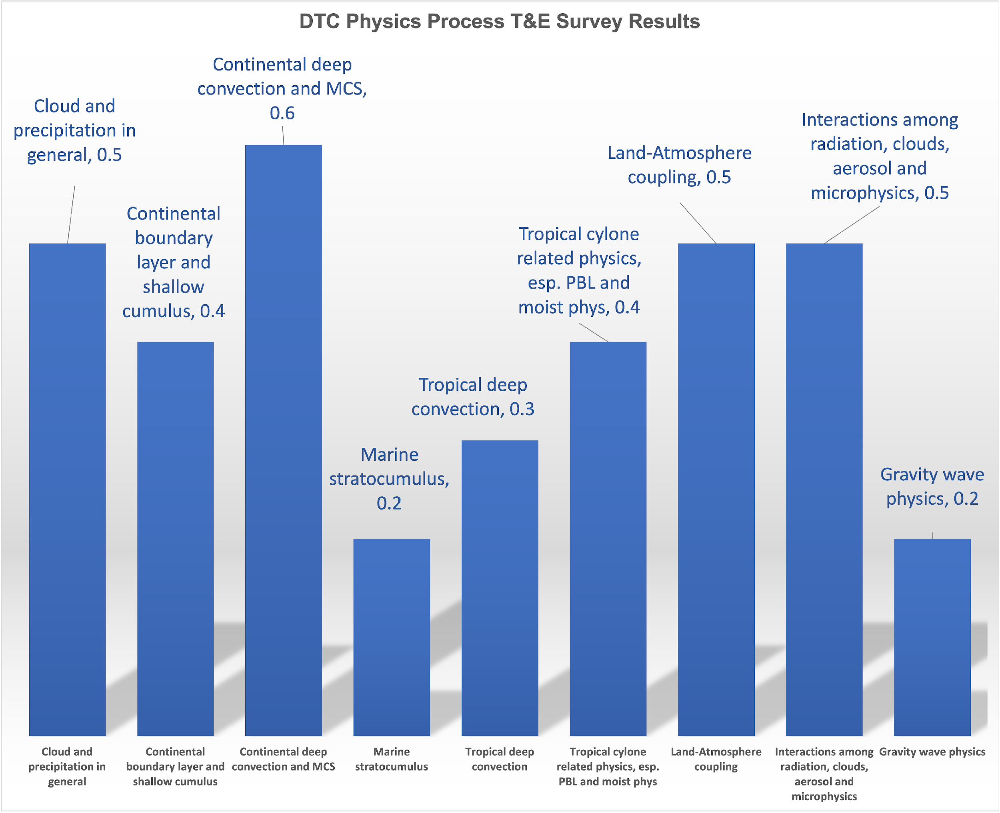 DTC Physics Process T&E Survey Results
Cloud and
precipitation in
general, 0.5
Continental
boundary
layer and
shallow
cumulus, 0.4
Continental deep
convection and MCS,
0.6
Marine
stratocumulus,
0.2
Tropical deep
convection, 0.3
Tropical cylone
related physics,
esp. PBL and
moist phys, 0.4
Land-Atmosphere
coupling, 0.5
Interactions among
radiation, clouds,
aerosol and
microphysics, 0.5
Gravity wave
physics, 0.2
Cloud and
precipitation in
general
Continental
boundary layer and
shallow cumulus
Continental deep
convection and MCS
Marine
stratocumulus
Tropical deep
convection
Tropical cylone
related physics, esp.
PBL and moist phys
Land-Atmosphere
coupling
Interactions among
radiation, clouds,
aerosol and
microphysics
Gravity wave physics